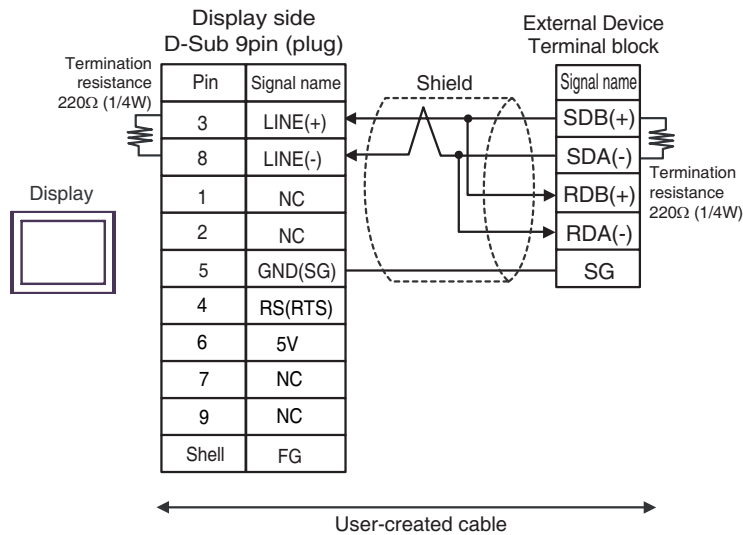 Display side
D-Sub 9pin (plug)
External Device
Terminal block
Termination
resistance
220Ω (1/4W)
Pin Signal name
Shield
Signal name
3 LINE(+)
SDB(+)
8 LINE(-)
SDA(-)
Termination
resistance
220Ω (1/4W)
Display
1 NC
RDB(+)
2 NC
RDA(-)
5 GND(SG)
SG
4 RS(RTS)
6 5V
7 NC
9 NC
Shell FG
User-created cable